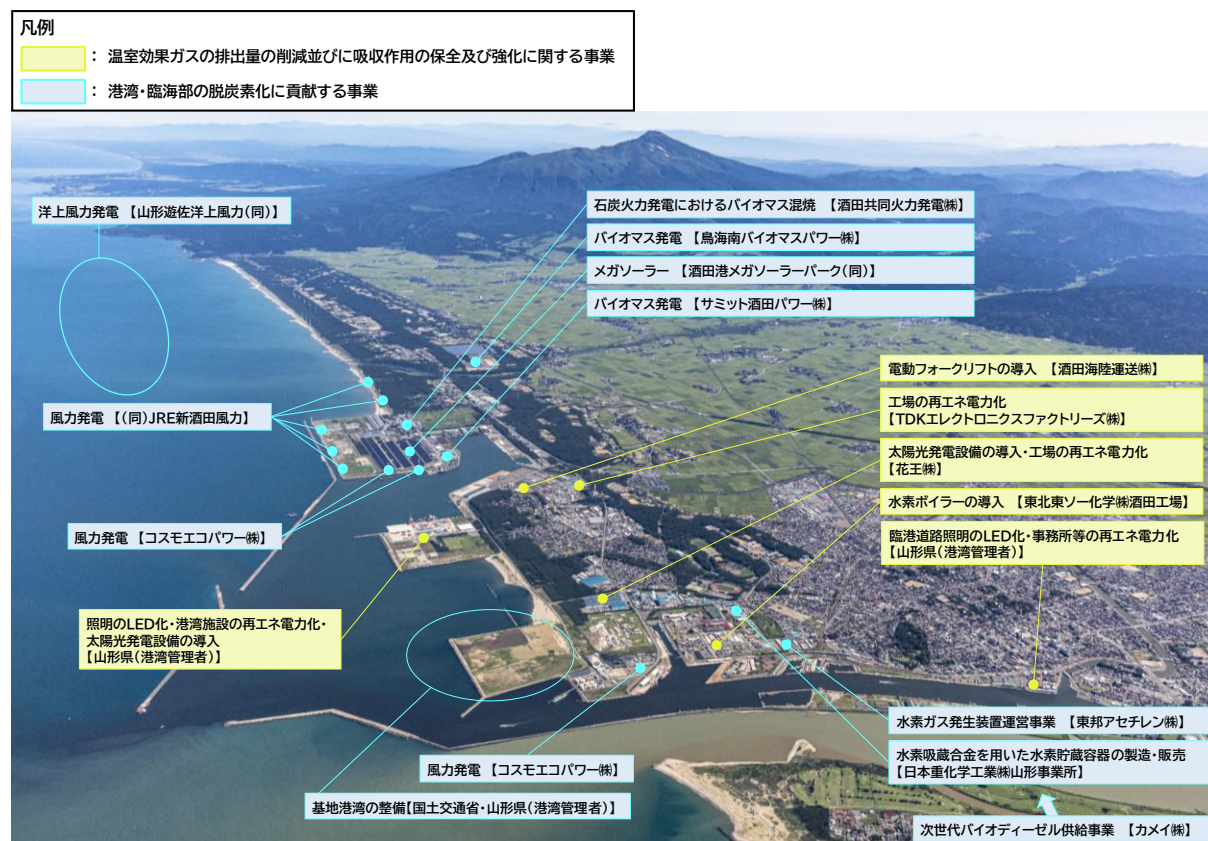 凡例
： 温室効果ガスの排出量の削減並びに吸収作用の保全及び強化に関する事業
： 港湾・臨海部の脱炭素化に貢献する事業
洋上風力発電 【山形遊佐洋上風力(同)】
石炭火力発電におけるバイオマス混焼 【酒田共同火力発電㈱】
バイオマス発電 【鳥海南バイオマスパワー㈱】
メガソーラー 【酒田港メガソーラーパーク(同)】
バイオマス発電 【サミット酒田パワー㈱】
電動フォークリフトの導入 【酒田海陸運送㈱】
工場の再エネ電力化
【TDKエレクトロニクスファクトリーズ㈱】
風力発電 【(同)JRE新酒田風力】
太陽光発電設備の導入・工場の再エネ電力化
【花王㈱】
水素ボイラーの導入 【東北東ソー化学㈱酒田工場】
風力発電 【コスモエコパワー㈱】
臨港道路照明のLED化・事務所等の再エネ電力化
【山形県(港湾管理者)】
照明のLED化・港湾施設の再エネ電力化・
太陽光発電設備の導入
【山形県(港湾管理者)】
水素ガス発生装置運営事業 【東邦アセチレン㈱】
水素吸蔵合金を用いた水素貯蔵容器の製造・販売
【日本重化学工業㈱山形事業所】
風力発電 【コスモエコパワー㈱】
基地港湾の整備【国土交通省・山形県(港湾管理者)】
次世代バイオディーゼル供給事業 【カメイ㈱】